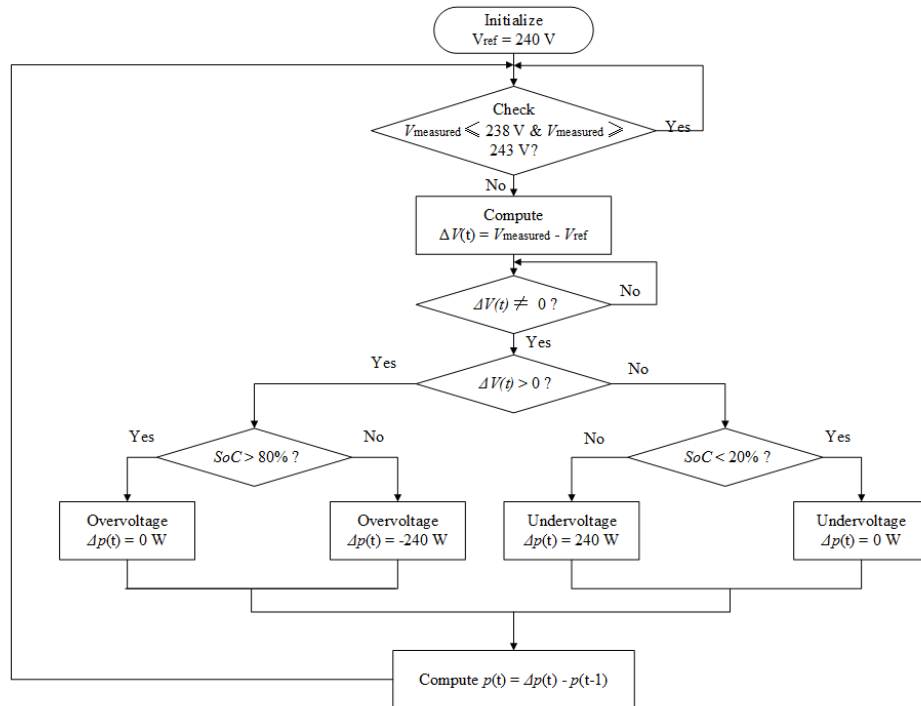 Initialize
Vref = 240 V
Check
Vmeasured ⩽ 238 V & Vmeasured ⩾
243 V?
Yes
No
Compute
Δ V(t) = Vmeasured - Vref
ΔV(t) ≠ 0 ?
No
Yes
Yes
ΔV(t) > 0 ?
No
Yes
SoC > 80% ?
No
No
SoC < 20% ?
Yes
Overvoltage
Δp(t) = 0 W
Overvoltage
Δp(t) = -240 W
Undervoltage
Δp(t) = 240 W
Undervoltage
Δp(t) = 0 W
Compute p(t) = Δp(t) - p(t-1)